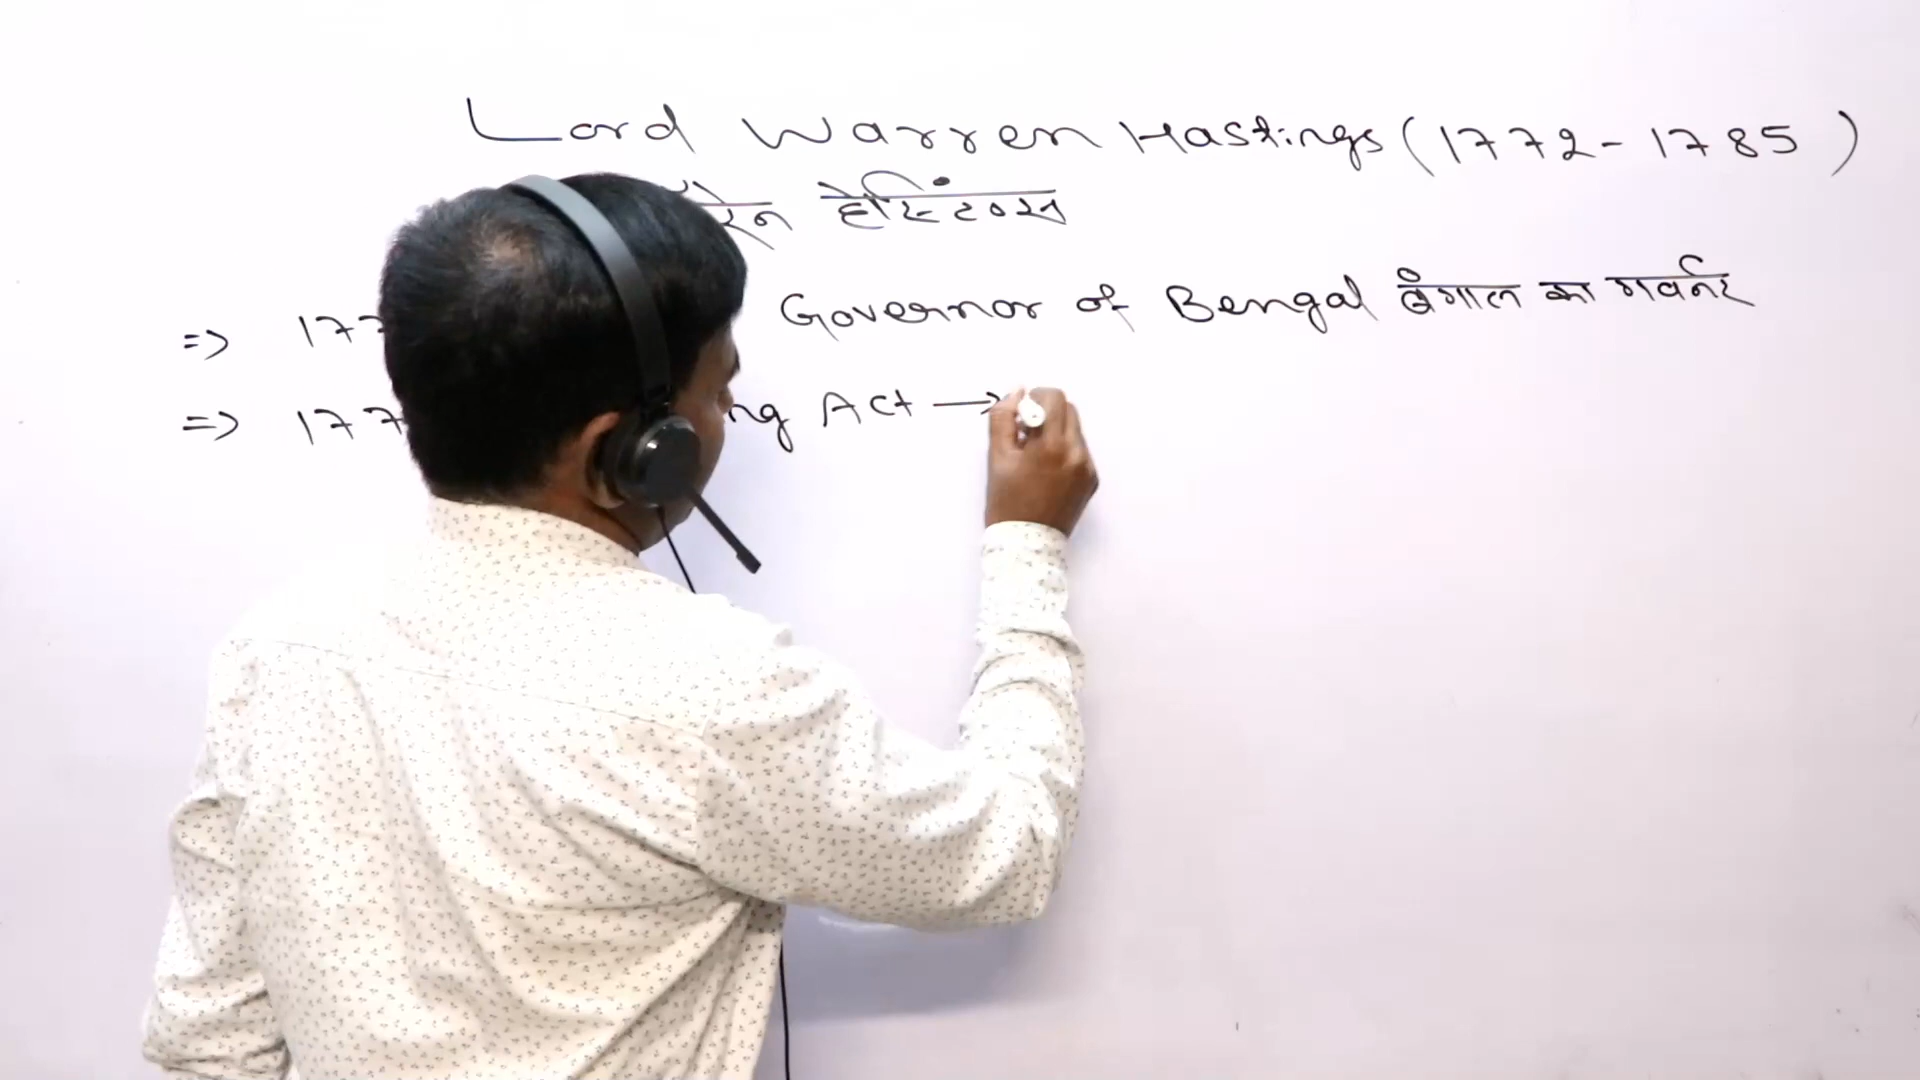 Lord Warren Hastings (1772-1785)
रेन हेस्टिंग्स
=> 177 Governor of Bengal बंगाल का गवर्नर
=> 177 ng Act →